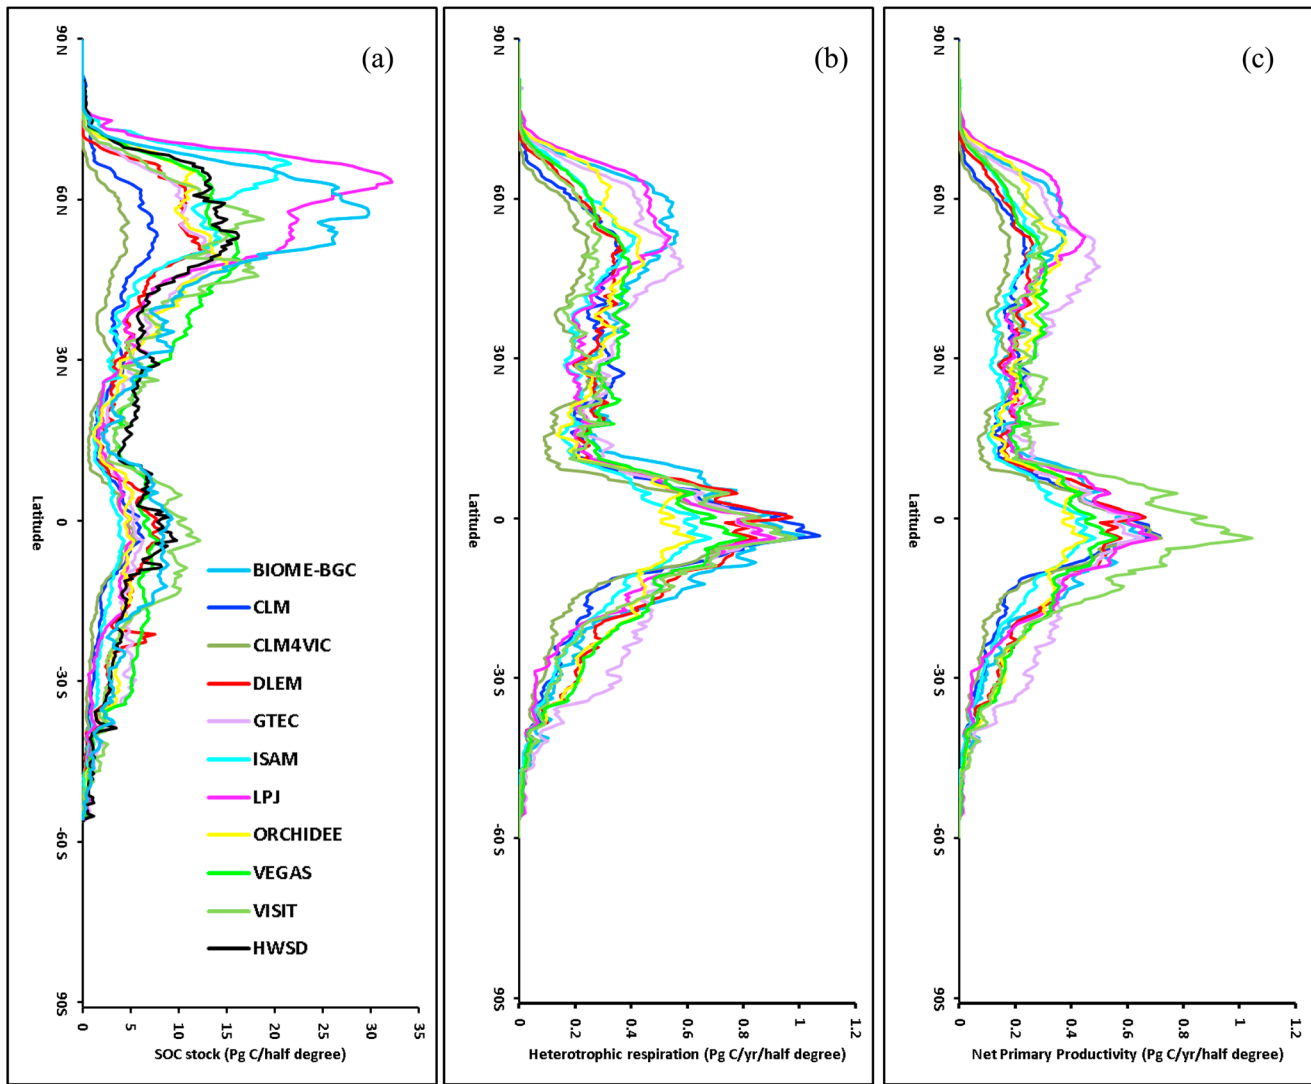 (a)
90 N
60 N
30 N
0
-30S
-60 S
90S
Latitude
BIOME-BGC
CLM
CLM4VIC
DLEM
GTEC
ISAM
LPJ
ORCHIDEE
VEGAS
VISIT
HWSD
0 5 10 15 20 25 30 35
SOC stock (Pg C/half degree)
(b)
90 N
60 N
30 N
0
-30S
-60 S
90 S
Latitude
0 0.2 0.4 0.6 0.8 1 1.2
Heterotrophic respiration (Pg C/yr/half degree)
(c)
90 N
60 N
30 N
0
-30S
-60 S
90S
Latitude
0 0.2 0.4 0.6 0.8 1 1.2
Net Primary Productivity (Pg C/yr/half degree)